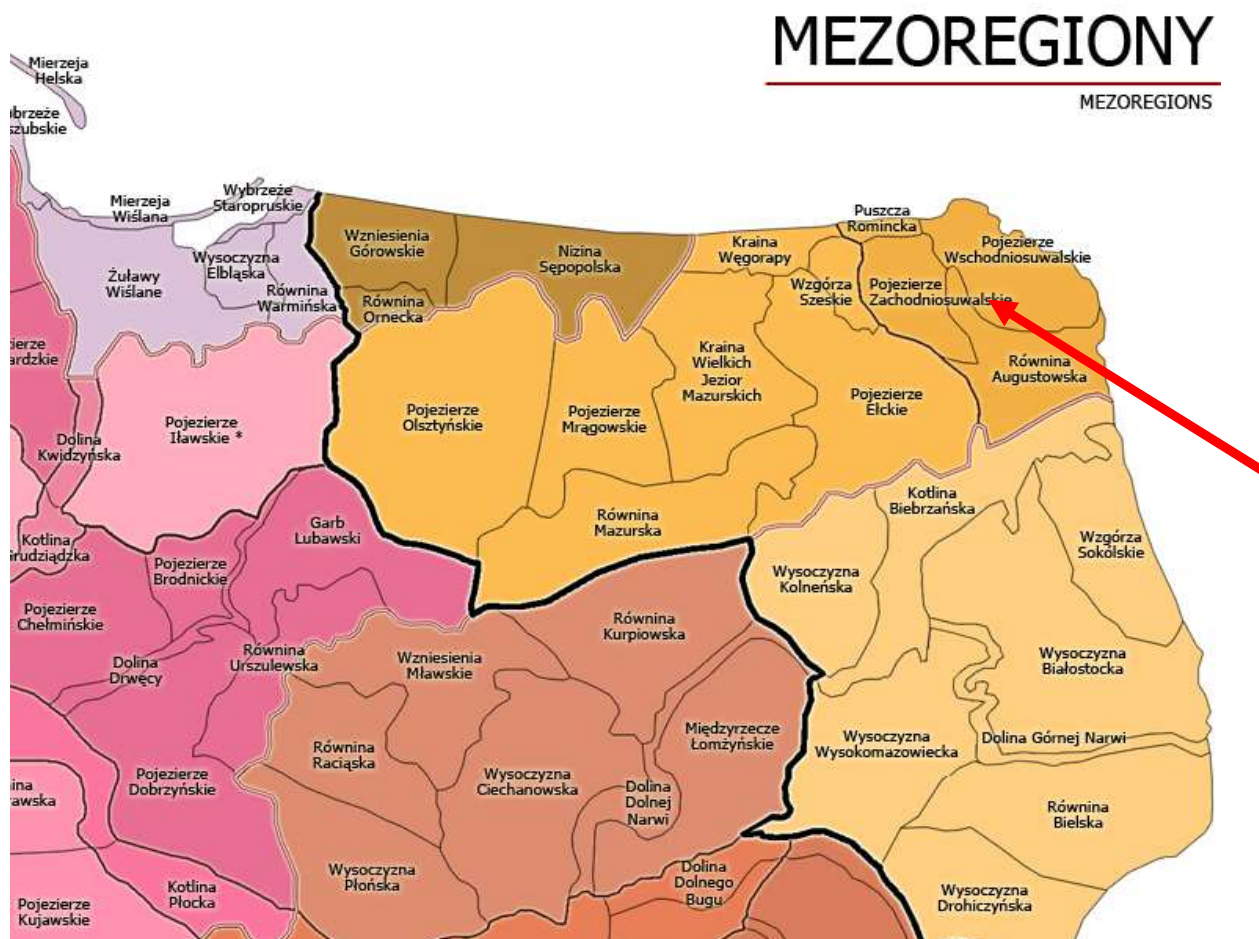 MEZOREGIONY
MEZOREGIONS
Mierzeja
Helska
Mierzeja
Wiślana
Wybrzeże
Staropruskie
Wysoczyzna
Elbląska
Żuławy
Wiślane
Równina
Warmińska
Wzniesienia
Górowskie
Nizina
Sępopolska
Równina
Ornecka
Kraina
Węgorapy
Puszcza
Romincka
Pojezierze
Wschodniosuwalskie
Wzgórza
Szeskie
Pojezierze
Zachodniosuwalskie
Równina
Augustowska
Kraina
Wielkich
Jezior
Mazurskich
Pojezierze
Ełckie
Pojezierze
Olsztyńskie
Pojezierze
Mrągowskie
Pojezierze
Iławskie *
Dolina
Kwidzyńska
Równina
Mazurska
Kotlina
Biebrzańska
Wzgórza
Sokólskie
Garb
Lubawski
Kotlina
Pojezierze
Brodnickie
Wysoczyzna
Kolneńska
Pojezierze
Chełmińskie
Równina
Kurpiowska
Dolina
Drwęcy
Równina
Urszulewska
Wzniesienia
Mławskie
Wysoczyzna
Białostocka
Międzyrzecze
Łomżyńskie
Wysoczyzna
Wysokomazowiecka
Dolina Górnej Narwi
Równina
Raciąska
Pojezierze
Dobrzyńskie
Wysoczyzna
Ciechanowska
Dolina
Dolnej
Narwi
Równina
Bielska
Wysoczyzna
Płońska
Dolina
Dolnego
Bugu
Kotlina
Płocka
Pojezierze
Kujawskie
Wysoczyzna
Drohiczyńska